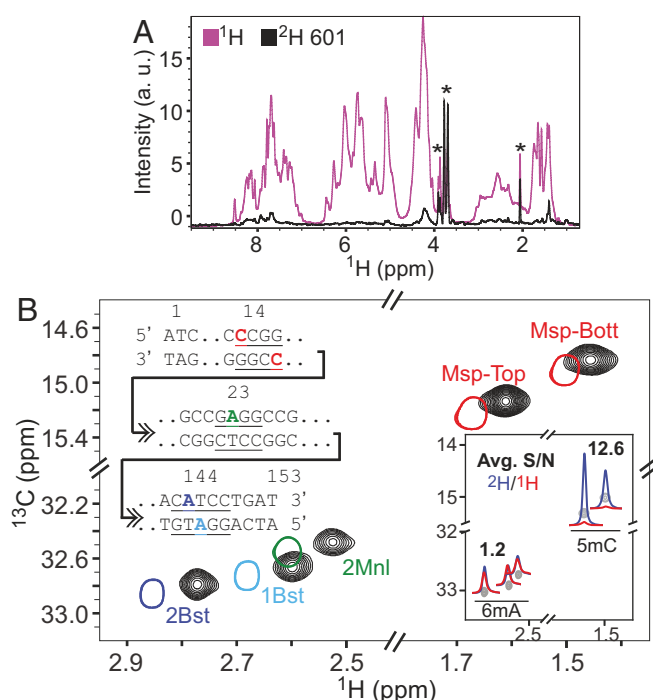 A
¹H ²H 601
Intensity (a. u.)
15
10
5
0
* * *
8 6 4 2
¹H (ppm)
B
¹³C (ppm)
14.6
15.0
15.4
32.2
32.6
33.0
1 14
5' ATC..CCCGG
3' TAG..GGGCC
23
..GCCGAGGCCG...
..CGGCTCCGGC...
144 153
..ACATCCTGAT 3'
..TGTAGGACTA 5'
Msp-Bott
Msp-Top
2MnI
1Bst
2Bst
Avg. S/N
²H/¹H
12.6
5mC
1.2
6mA
14
15
32
33
2.5 1.5
2.9 2.7 2.5 1.7 1.5
¹H (ppm)